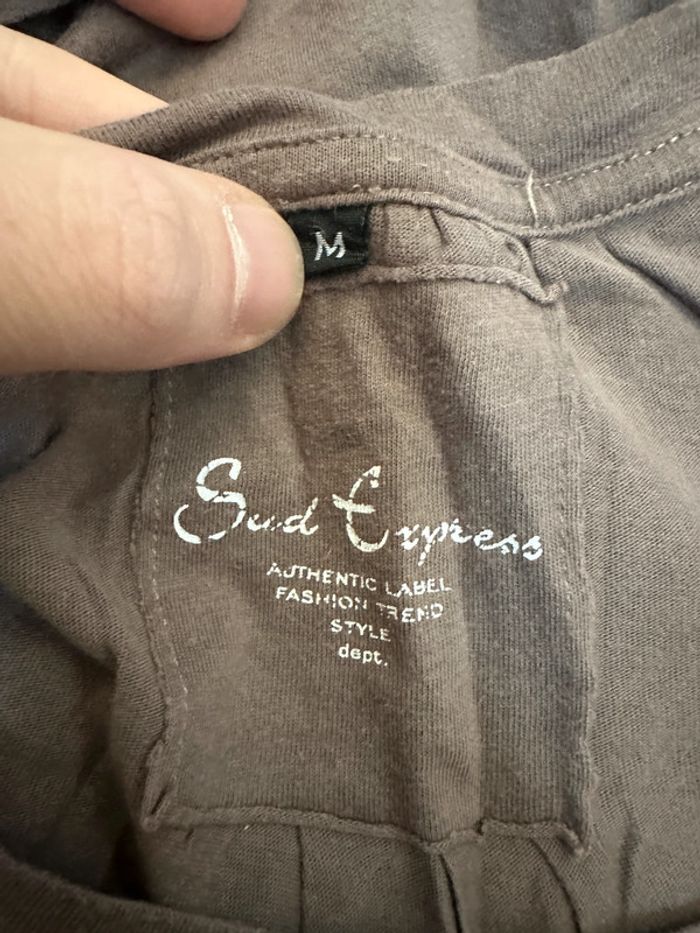 M
Sud Express
AUTHENTIC LABEL
FASHION TREND
STYLE
dept.